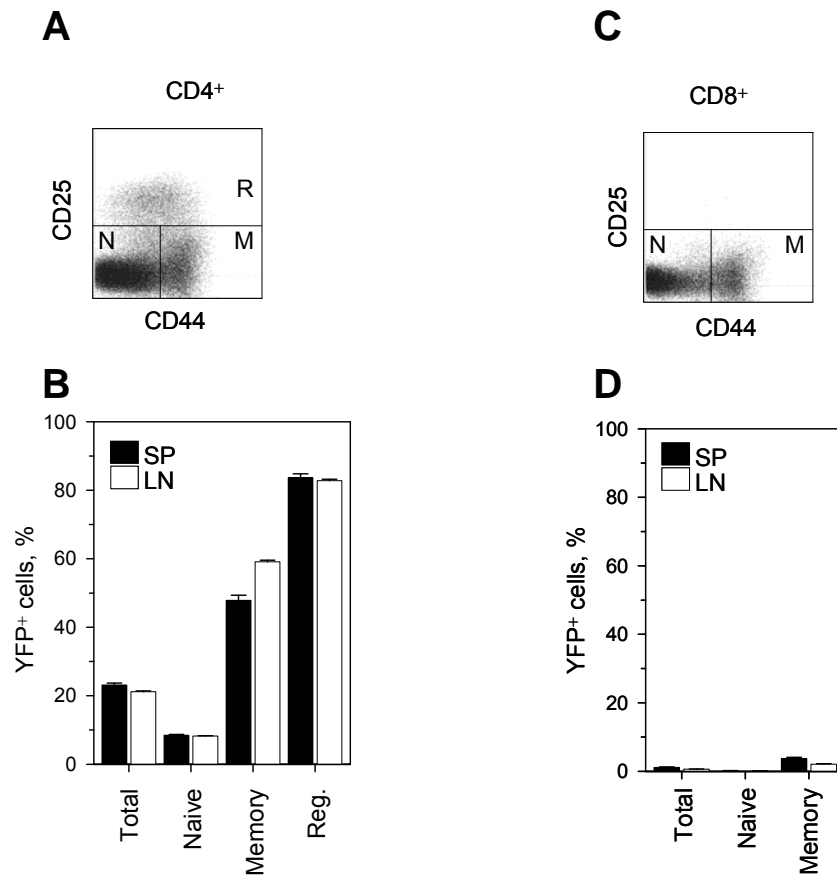 A
CD4+
CD25
R
N
M
CD44
B
100
80
60
40
20
0
YFP+ cells, %
SP
LN
Total
Naive
Memory
Reg.
C
CD8+
CD25
N
M
CD44
D
100
80
60
40
20
0
YFP+ cells, %
SP
LN
Total
Naive
Memory